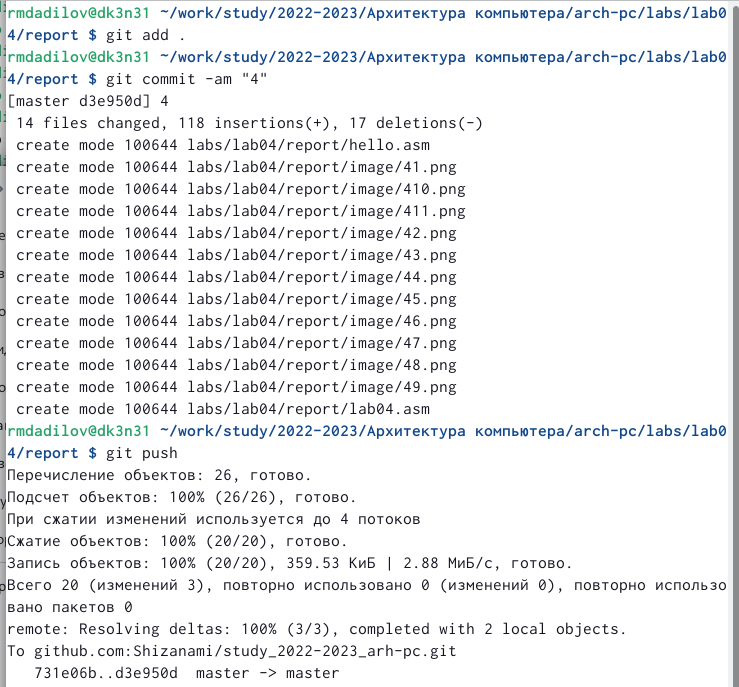 rmdadilov@dk3n31 ~/work/study/2022-2023/Архитектура компьютера/arch-pc/labs/lab0
4/report $ git add .
rmdadilov@dk3n31 ~/work/study/2022-2023/Архитектура компьютера/arch-pc/labs/lab0
4/report $ git commit -am "4"
[master d3e950d] 4
 14 files changed, 118 insertions(+), 17 deletions(-)
 create mode 100644 labs/lab04/report/hello.asm
 create mode 100644 labs/lab04/report/image/41.png
 create mode 100644 labs/lab04/report/image/410.png
 create mode 100644 labs/lab04/report/image/411.png
 create mode 100644 labs/lab04/report/image/42.png
 create mode 100644 labs/lab04/report/image/43.png
 create mode 100644 labs/lab04/report/image/44.png
 create mode 100644 labs/lab04/report/image/45.png
 create mode 100644 labs/lab04/report/image/46.png
 create mode 100644 labs/lab04/report/image/47.png
 create mode 100644 labs/lab04/report/image/48.png
 create mode 100644 labs/lab04/report/image/49.png
 create mode 100644 labs/lab04/report/lab04.asm
rmdadilov@dk3n31 ~/work/study/2022-2023/Архитектура компьютера/arch-pc/labs/lab0
4/report $ git push
Перечисление объектов: 26, готово.
Подсчет объектов: 100% (26/26), готово.
При сжатии изменений используется до 4 потоков
Сжатие объектов: 100% (20/20), готово.
Запись объектов: 100% (20/20), 359.53 КиБ | 2.88 МиБ/с, готово.
Всего 20 (изменений 3), повторно использовано 0 (изменений 0), повторно использо
вано пакетов 0
remote: Resolving deltas: 100% (3/3), completed with 2 local objects.
To github.com:Shizanami/study_2022-2023_arh-pc.git
   731e06b..d3e950d  master -> master